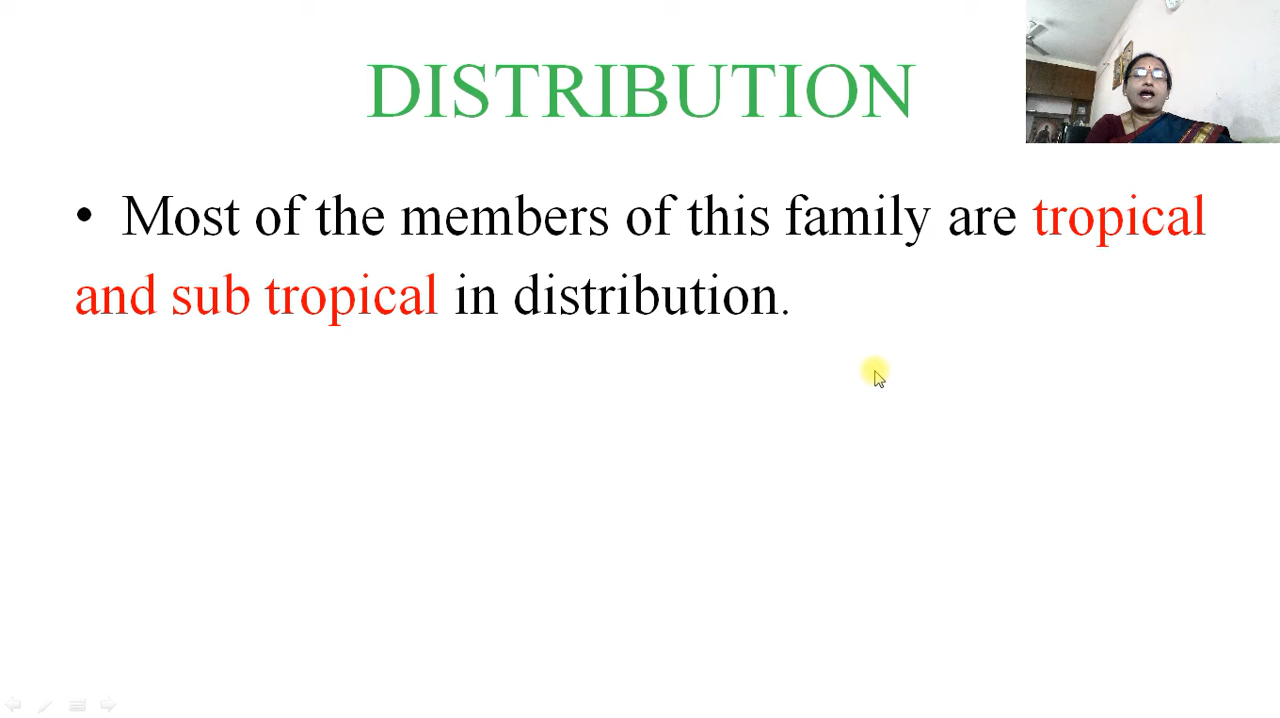 DISTRIBUTION
• Most of the members of this family are tropical
and sub tropical in distribution.